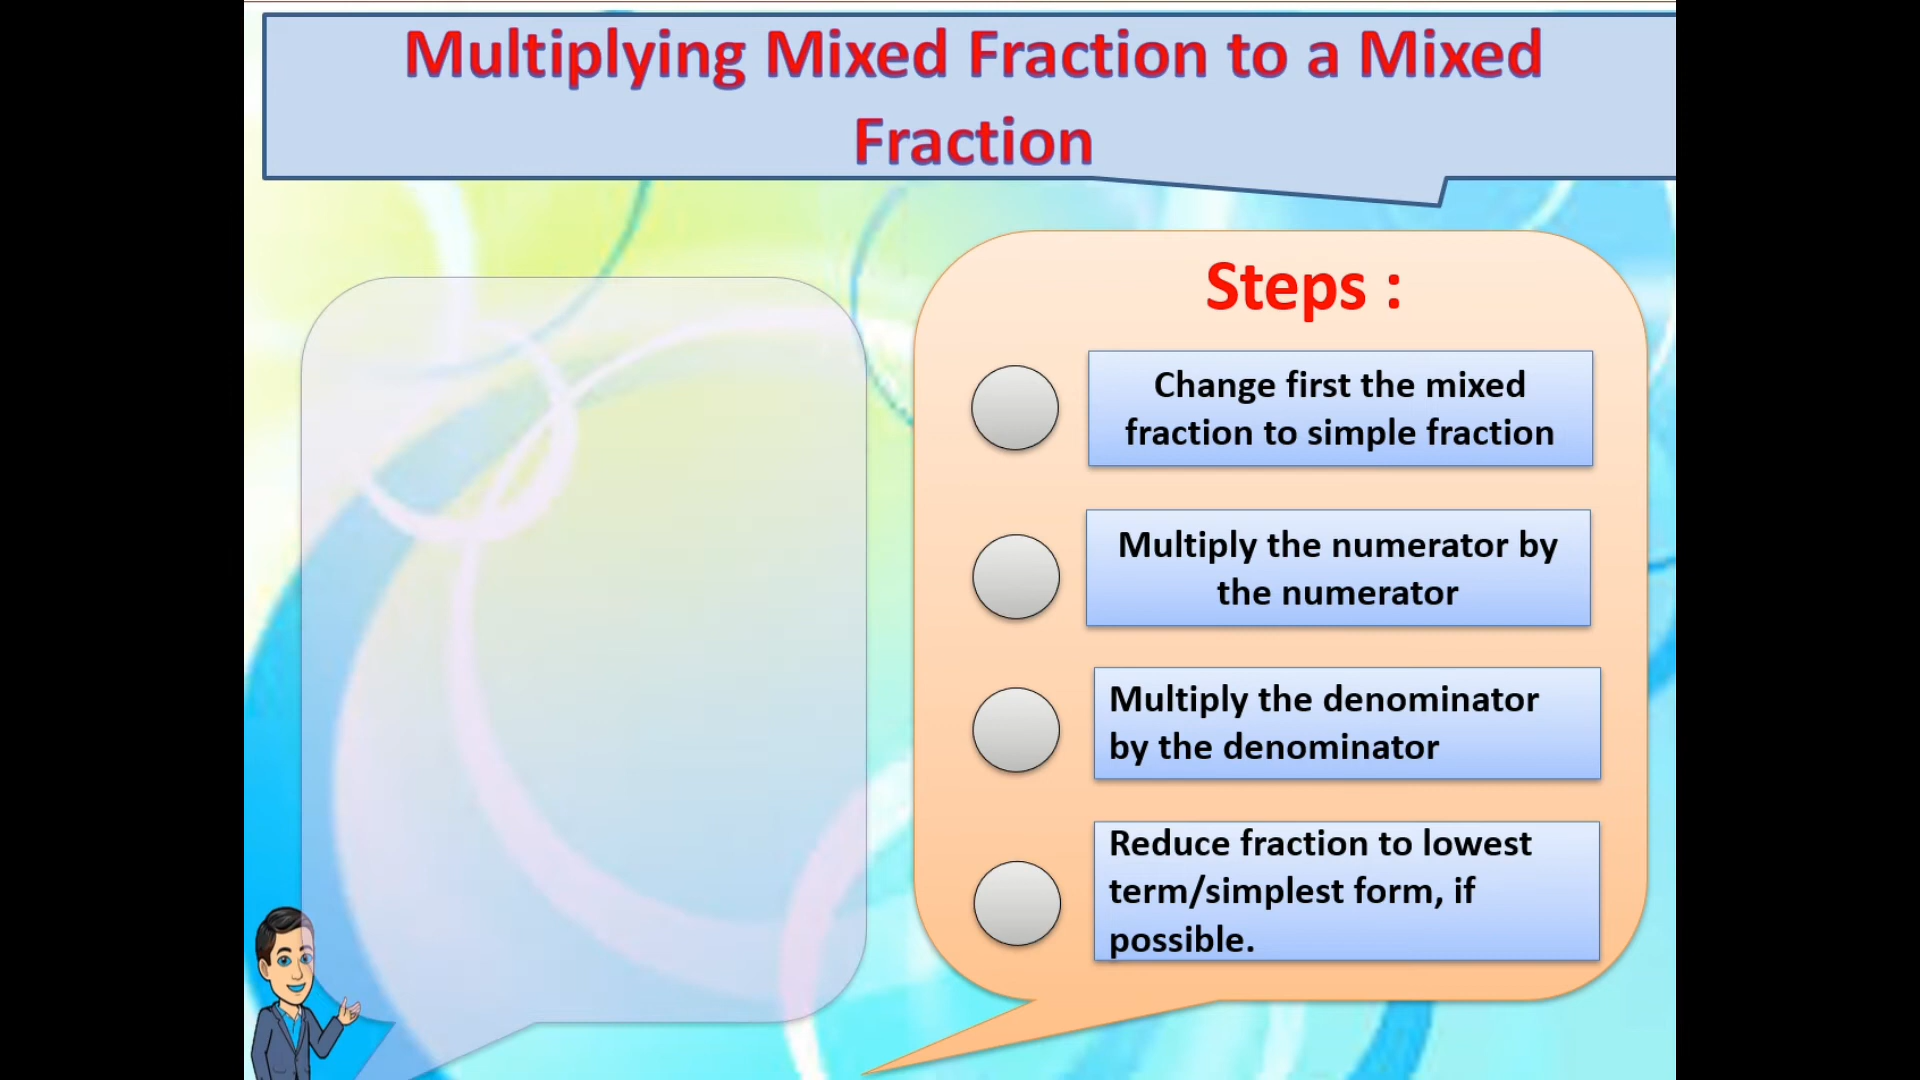 Multiplying Mixed Fraction to a Mixed
Fraction
Steps :
Change first the mixed
fraction to simple fraction
Multiply the numerator by
the numerator
Multiply the denominator
by the denominator
Reduce fraction to lowest
term/simplest form, if
possible.